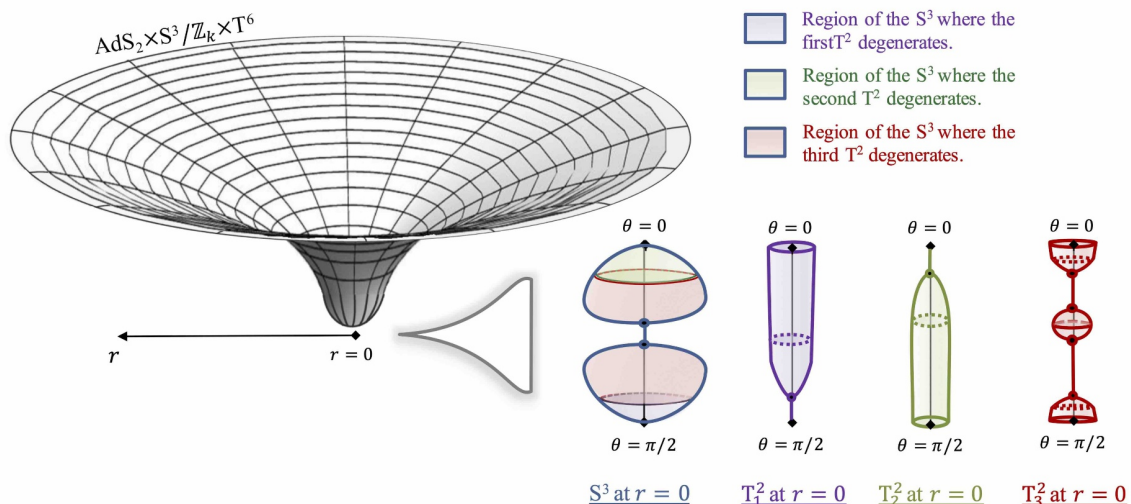 AdS₂×S³/ℤₖ×T⁶
Region of the S³ where the
firstT² degenerates.
Region of the S³ where the
second T² degenerates.
Region of the S³ where the
third T² degenerates.
r
r = 0
θ = 0
θ = 0
θ = 0
θ = 0
θ = π/2
θ = π/2
θ = π/2
θ = π/2
S³ at r = 0
T₁² at r = 0
T₂² at r = 0
T₃² at r = 0